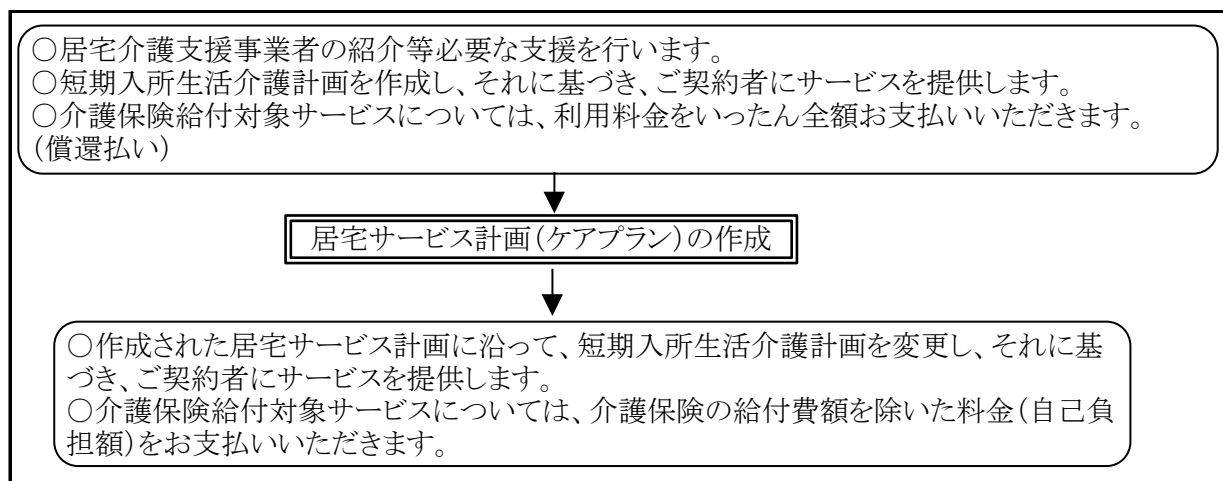 ○居宅介護支援事業者の紹介等必要な支援を行います。
○短期入所生活介護計画を作成し、それに基づき、ご契約者にサービスを提供します。
○介護保険給付対象サービスについては、利用料金をいったん全額お支払いいただきます。
(償還払い)
居宅サービス計画(ケアプラン)の作成
○作成された居宅サービス計画に沿って、短期入所生活介護計画を変更し、それに基
づき、ご契約者にサービスを提供します。
○介護保険給付対象サービスについては、介護保険の給付費額を除いた料金(自己負
担額)をお支払いいただきます。